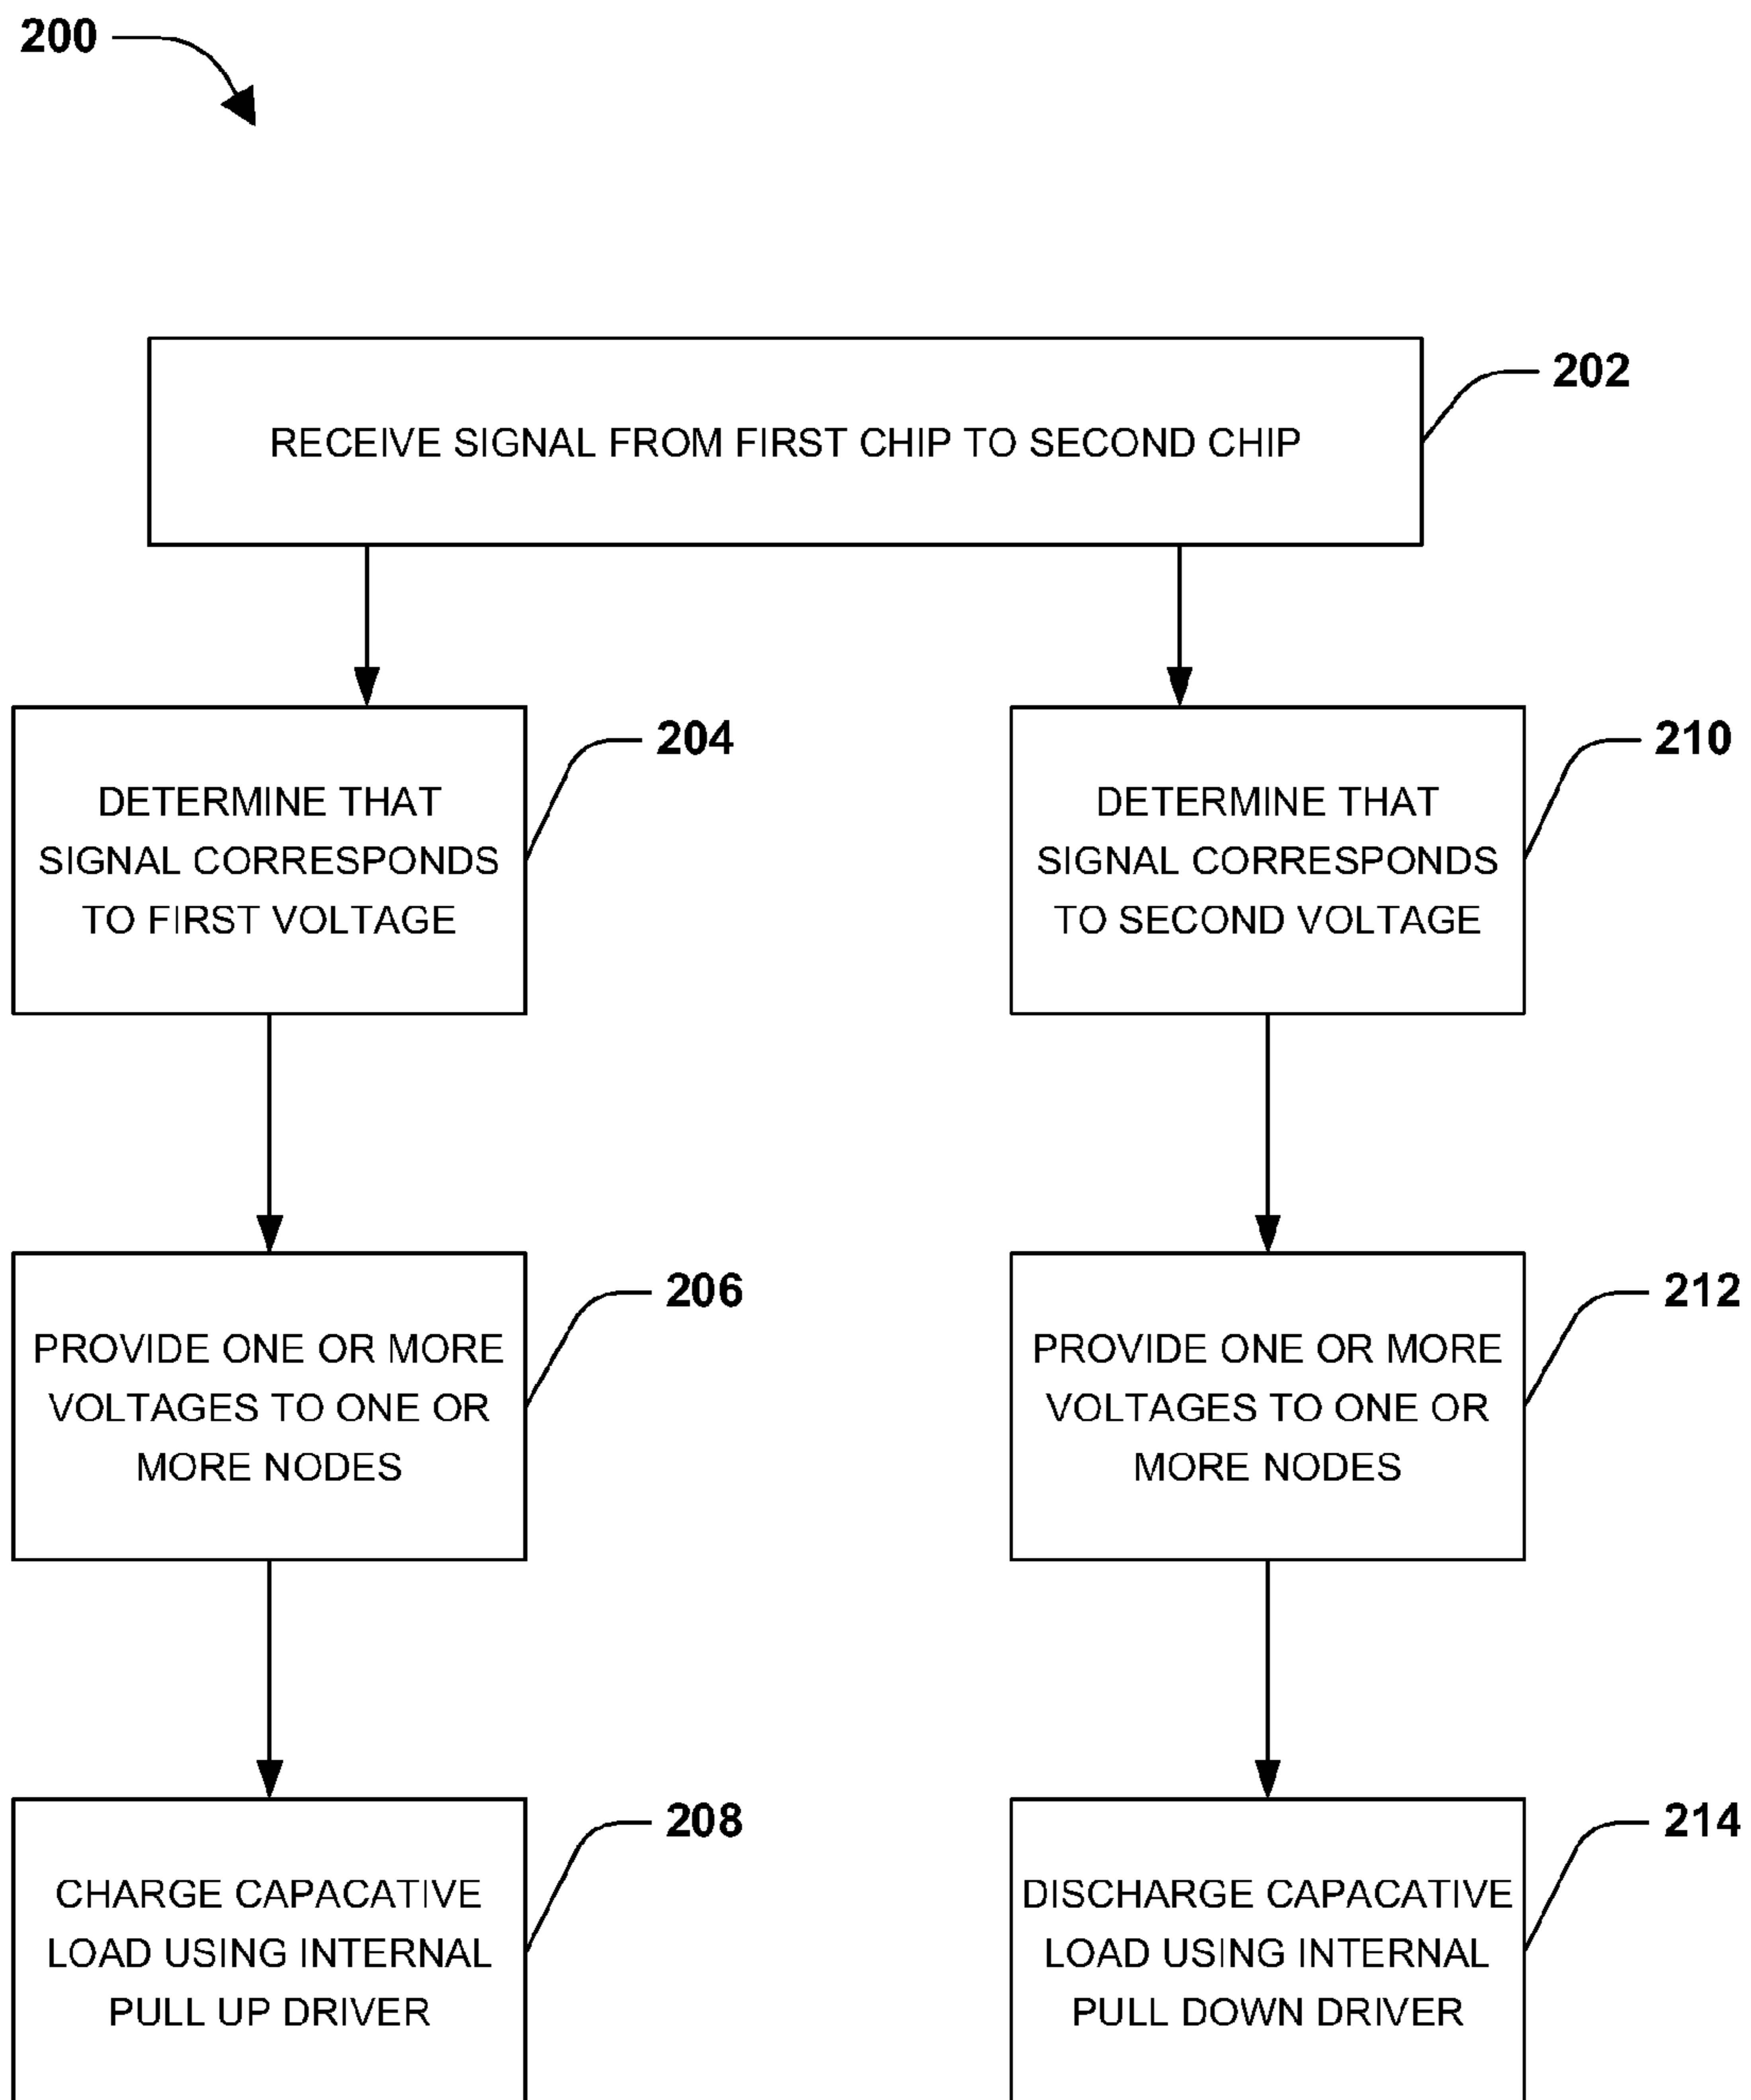 200
RECEIVE SIGNAL FROM FIRST CHIP TO SECOND CHIP
202
DETERMINE THAT
SIGNAL CORRESPONDS
TO FIRST VOLTAGE
204
DETERMINE THAT
SIGNAL CORRESPONDS
TO SECOND VOLTAGE
210
PROVIDE ONE OR MORE
VOLTAGES TO ONE OR
MORE NODES
206
PROVIDE ONE OR MORE
VOLTAGES TO ONE OR
MORE NODES
212
CHARGE CAPACATIVE
LOAD USING INTERNAL
PULL UP DRIVER
208
DISCHARGE CAPACATIVE
LOAD USING INTERNAL
PULL DOWN DRIVER
214